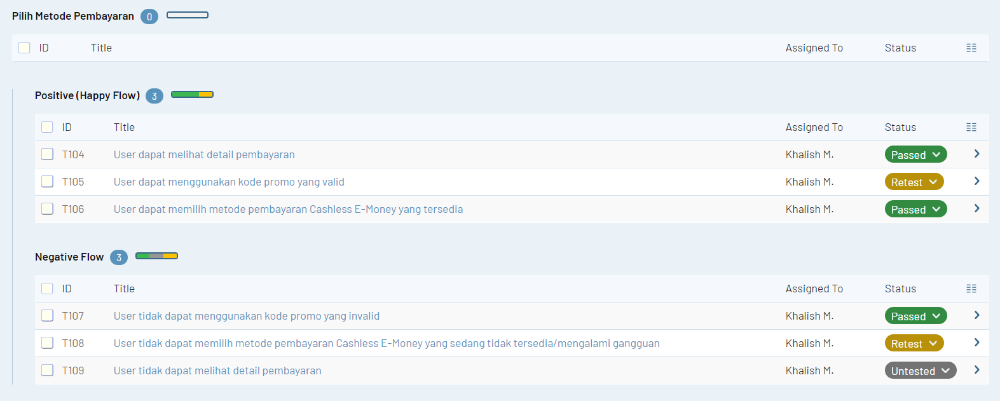 Pilih Metode Pembayaran 0
ID Title Assigned To Status
Positive (Happy Flow) 3
ID Title Assigned To Status
T104 User dapat melihat detail pembayaran Khalish M. Passed
T105 User dapat menggunakan kode promo yang valid Khalish M. Retest
T106 User dapat memilih metode pembayaran Cashless E-Money yang tersedia Khalish M. Passed
Negative Flow 3
ID Title Assigned To Status
T107 User tidak dapat menggunakan kode promo yang invalid Khalish M. Passed
T108 User tidak dapat memilih metode pembayaran Cashless E-Money yang sedang tidak tersedia/mengalami gangguan Khalish M. Retest
T109 User tidak dapat melihat detail pembayaran Khalish M. Untested